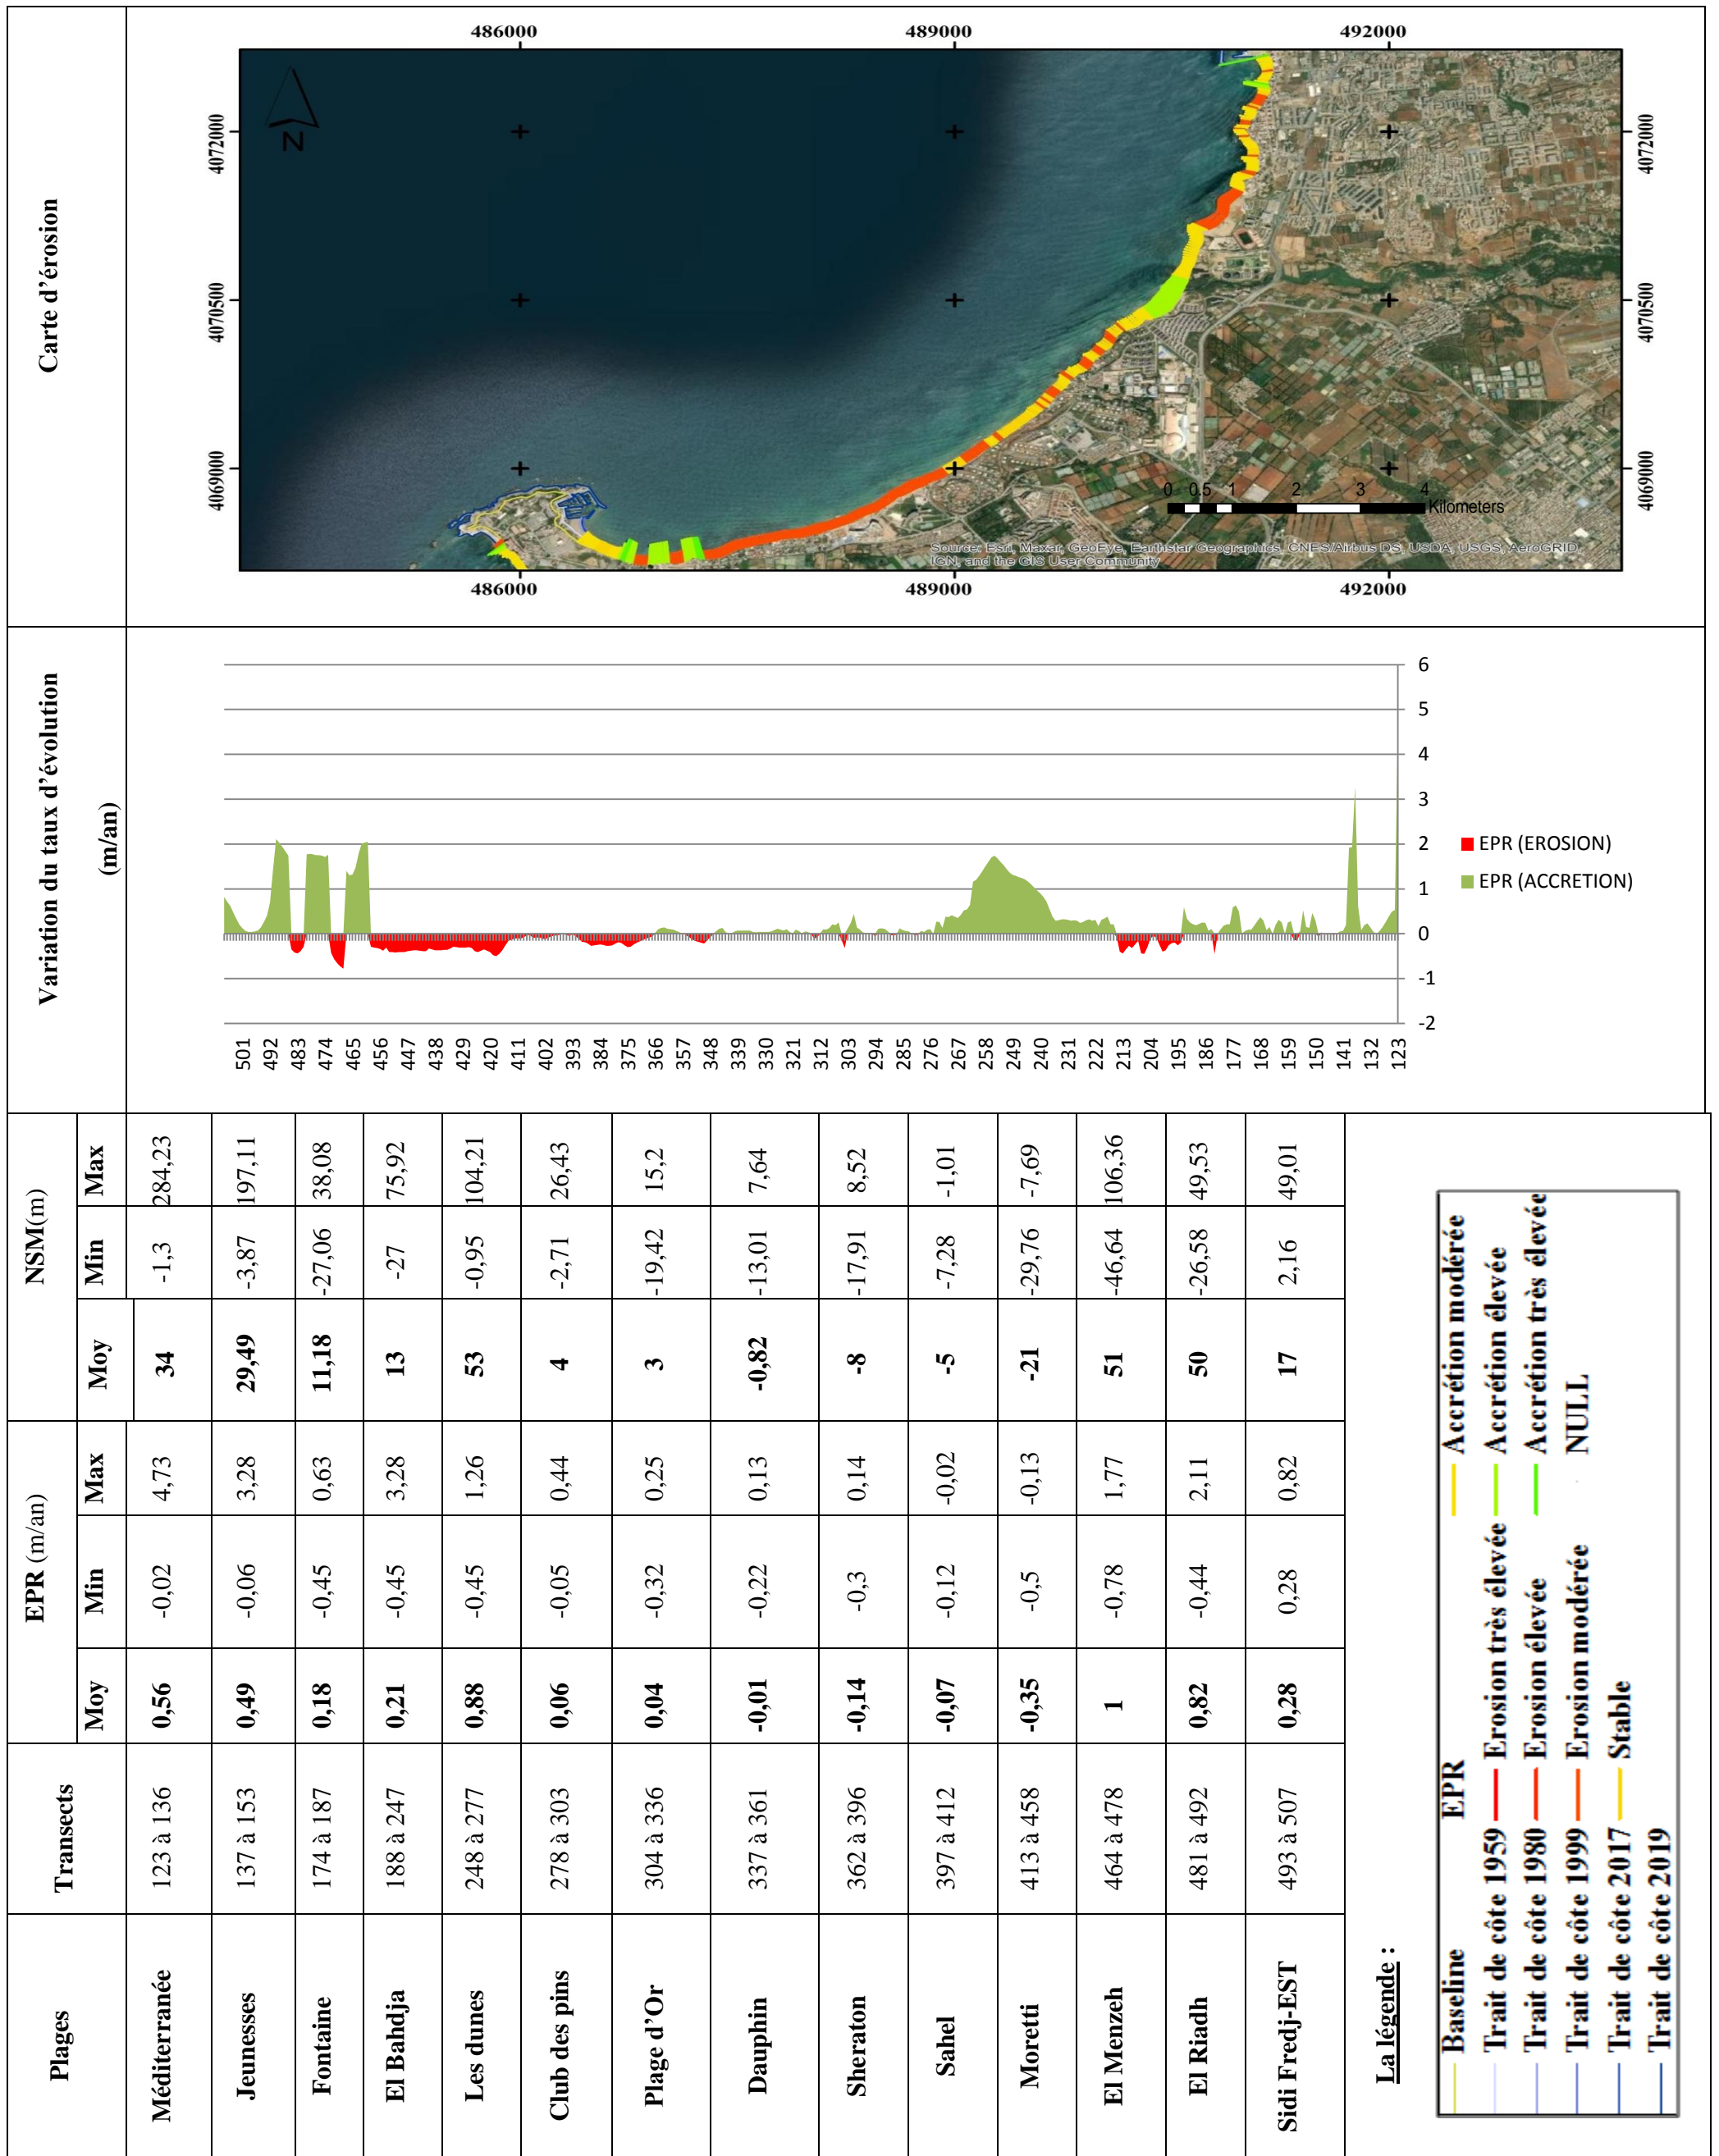 Plages
Transects
EPR (m/an)
NSM(m)
Variation du taux d'évolution
(m/an)
Carte d'érosion
Moy
Min
Max
Moy
Min
Max
Méditerranée 123 à 136 0,56 -0,02 4,73 34 -1,3 284,23
Jeunesses 137 à 153 0,49 -0,06 3,28 29,49 -3,87 197,11
Fontaine 174 à 187 0,18 -0,45 0,63 11,18 -27,06 38,08
El Bahdja 188 à 247 0,21 -0,45 3,28 13 -27 75,92
Les dunes 248 à 277 0,88 -0,45 1,26 53 -0,95 104,21
Club des pins 278 à 303 0,06 -0,05 0,44 4 -2,71 26,43
Plage d'Or 304 à 336 0,04 -0,32 0,25 3 -19,42 15,2
Dauphin 337 à 361 -0,01 -0,22 0,13 -0,82 -13,01 7,64
Sheraton 362 à 396 -0,14 -0,3 0,14 -8 -17,91 8,52
Sahel 397 à 412 -0,07 -0,12 -0,02 -5 -7,28 -1,01
Moretti 413 à 458 -0,35 -0,5 -0,13 -21 -29,76 -7,69
El Menzeh 464 à 478 1 -0,78 1,77 51 -46,64 106,36
El Riadh 481 à 492 0,82 -0,44 2,11 50 -26,58 49,53
Sidi Fredj-EST 493 à 507 0,28 0,28 0,82 17 2,16 49,01
6
5
4
3
2
1
0
-1
-2
501 492 483 474 465 456 447 438 429 420 411 402 393 384 375 366 357 348 339 330 321 312 303 294 285 276 267 258 249 240 231 222 213 204 195 186 177 168 159 150 141 132 123
EPR (EROSION)
EPR (ACCRETION)
486000 489000 492000
4072000 4072000
4070500 4070500
4069000 4069000
N
0 0.5 1 2 3 4
Kilometers
Source: Esri, Maxar, GeoEye, Earthstar Geographics, CNES/Airbus DS, USDA, USGS, AeroGRID,
IGN, and the GIS User Community
486000 489000 492000
La légende :
Baseline
Trait de côte 1959
Trait de côte 1980
Trait de côte 1999
Trait de côte 2017
Trait de côte 2019
EPR
Erosion très élevée
Erosion élevée
Erosion modérée
Stable
Accrétion modérée
Accrétion élevée
Accrétion très élevée
NULL